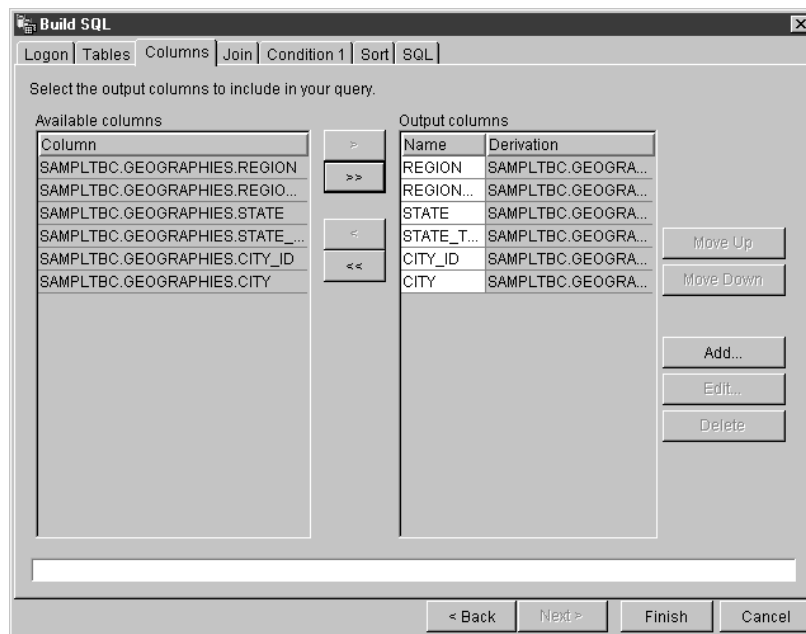 Build SQL
Logon Tables Columns Join Condition 1 Sort SQL
Select the output columns to include in your query.
Available columns
Column
SAMPLTBC.GEOGRAPHIES.REGION
SAMPLTBC.GEOGRAPHIES.REGIO...
SAMPLTBC.GEOGRAPHIES.STATE
SAMPLTBC.GEOGRAPHIES.STATE_...
SAMPLTBC.GEOGRAPHIES.CITY_ID
SAMPLTBC.GEOGRAPHIES.CITY
>
>>
<
<<
Output columns
Name Derivation
REGION SAMPLTBC.GEOGRA...
REGION... SAMPLTBC.GEOGRA...
STATE SAMPLTBC.GEOGRA...
STATE_T... SAMPLTBC.GEOGRA...
CITY_ID SAMPLTBC.GEOGRA...
CITY SAMPLTBC.GEOGRA...
Move Up
Move Down
Add...
Edit...
Delete
< Back Next > Finish Cancel